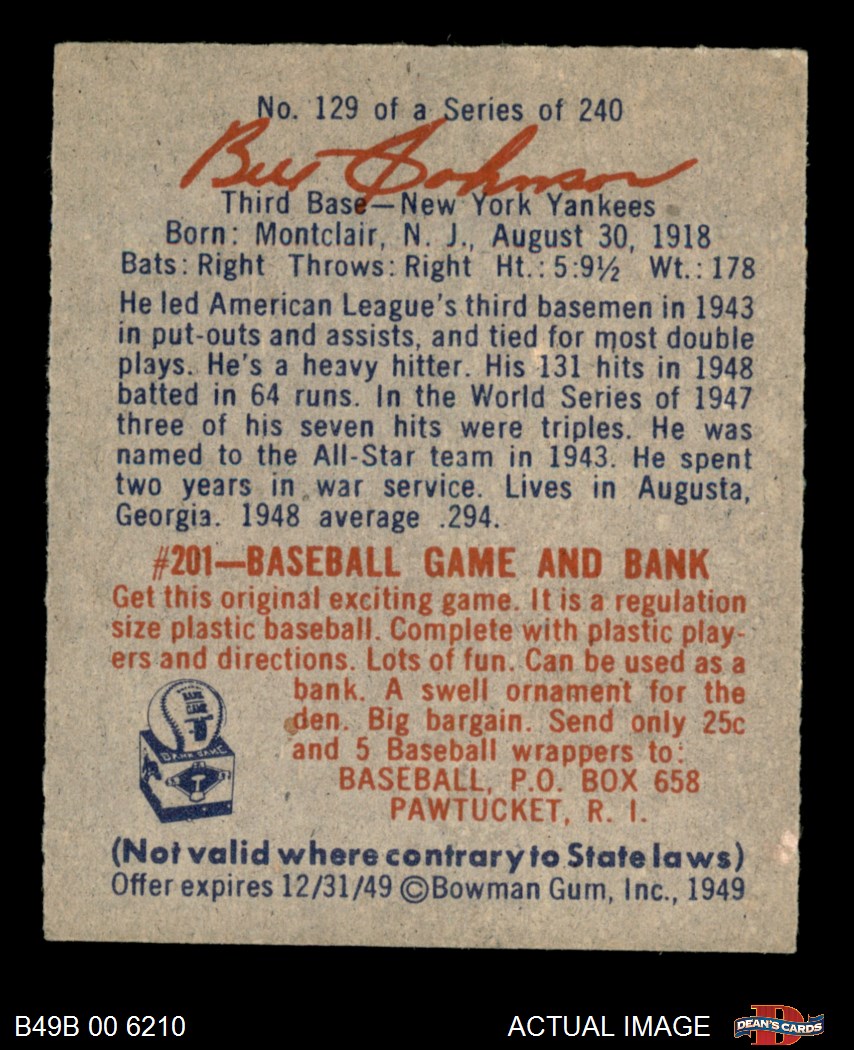 No. 129 of a Series of 240
Bill Johnson
Third Base—New York Yankees
Born: Montclair, N. J., August 30, 1918
Bats: Right Throws: Right Ht.: 5:9½ Wt.: 178
He led American League's third basemen in 1943
in put-outs and assists, and tied for most double
plays. He's a heavy hitter. His 131 hits in 1948
batted in 64 runs. In the World Series of 1947
three of his seven hits were triples. He was
named to the All-Star team in 1943. He spent
two years in war service. Lives in Augusta,
Georgia. 1948 average .294.
#201—BASEBALL GAME AND BANK
Get this original exciting game. It is a regulation
size plastic baseball. Complete with plastic play-
ers and directions. Lots of fun. Can be used as a
bank. A swell ornament for the
den. Big bargain. Send only 25c
and 5 Baseball wrappers to:
BASEBALL, P.O. BOX 658
PAWTUCKET, R. I.
BANK
GAME
BANK GAME
(Not valid where contrary to State laws)
Offer expires 12/31/49 ©Bowman Gum, Inc., 1949
B49B 00 6210
ACTUAL IMAGE
DEAN'S CARDS